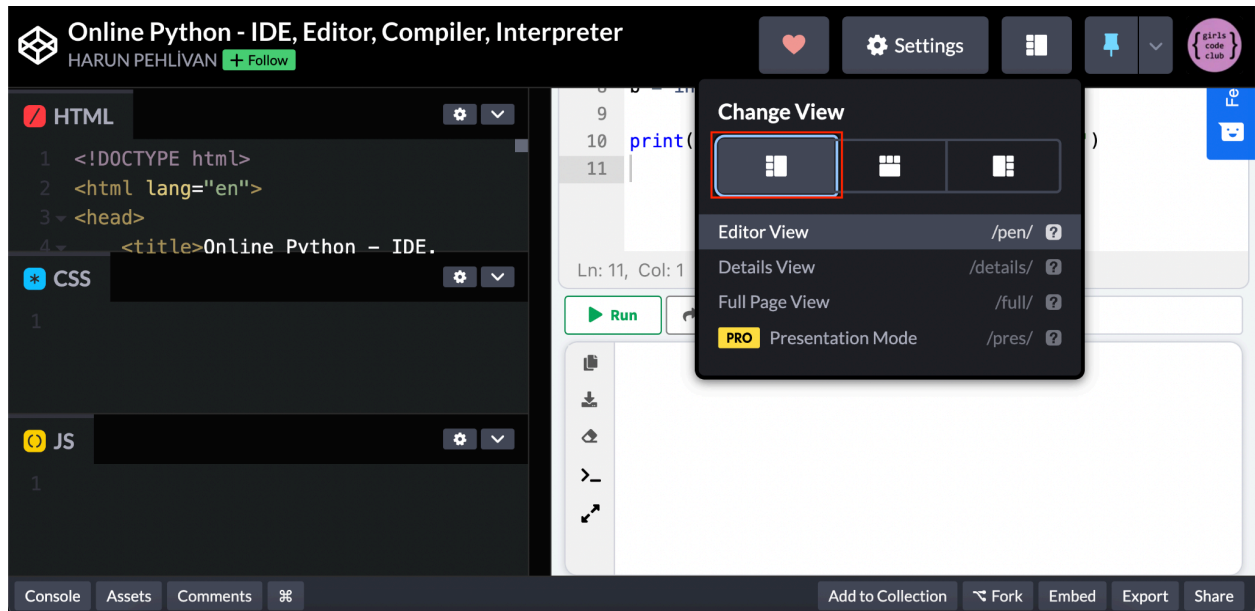 Online Python - IDE, Editor, Compiler, Interpreter
HARUN PEHLİVAN + Follow
Settings
{girls code club}
HTML
1 <!DOCTYPE html>
2 <html lang="en">
3 <head>
4 <title>Online Python – IDE.
CSS
1
JS
1
8 b = in
9
10 print( )
11
Ln: 11, Col: 1
Run
Fe
Change View
Editor View /pen/ ?
Details View /details/ ?
Full Page View /full/ ?
PRO Presentation Mode /pres/ ?
Console Assets Comments ⌘ Add to Collection Fork Embed Export Share